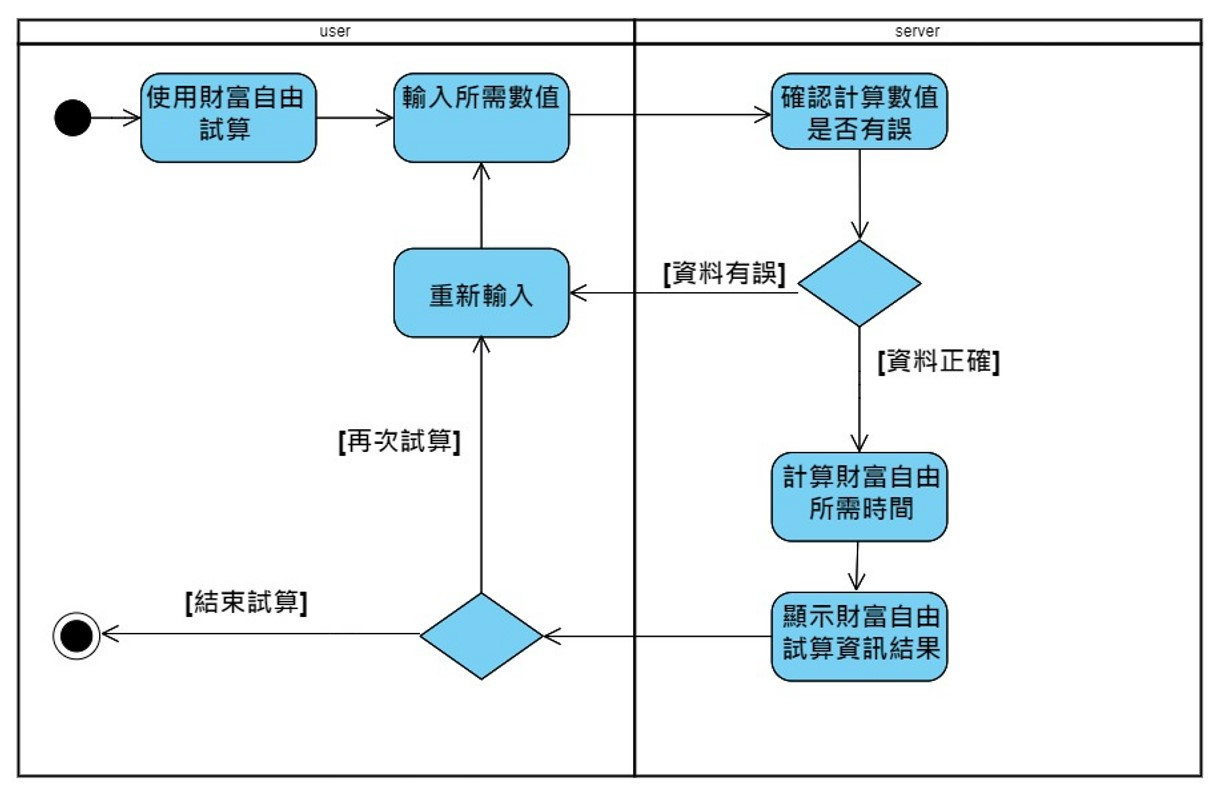 user
server
使用財富自由
試算
輸入所需數值
確認計算數值
是否有誤
[資料有誤]
重新輸入
[資料正確]
[再次試算]
計算財富自由
所需時間
[結束試算]
顯示財富自由
試算資訊結果